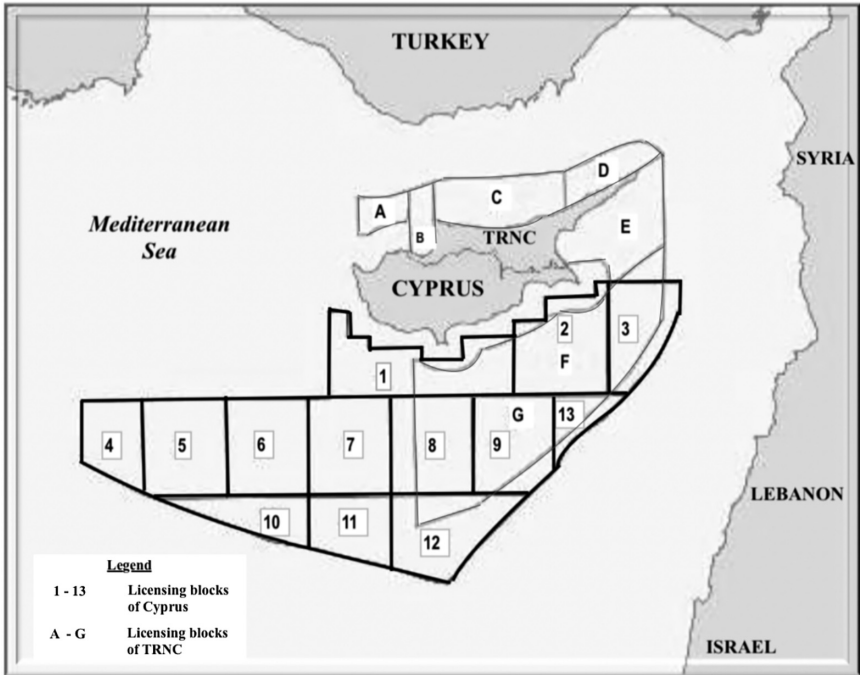 TURKEY
SYRIA
D
C
A
Mediterranean
Sea
E
B
TRNC
CYPRUS
2
3
F
1
G
13
4
5
6
7
8
9
LEBANON
10
11
12
Legend
1 - 13 Licensing blocks
of Cyprus
A - G Licensing blocks
of TRNC
ISRAEL